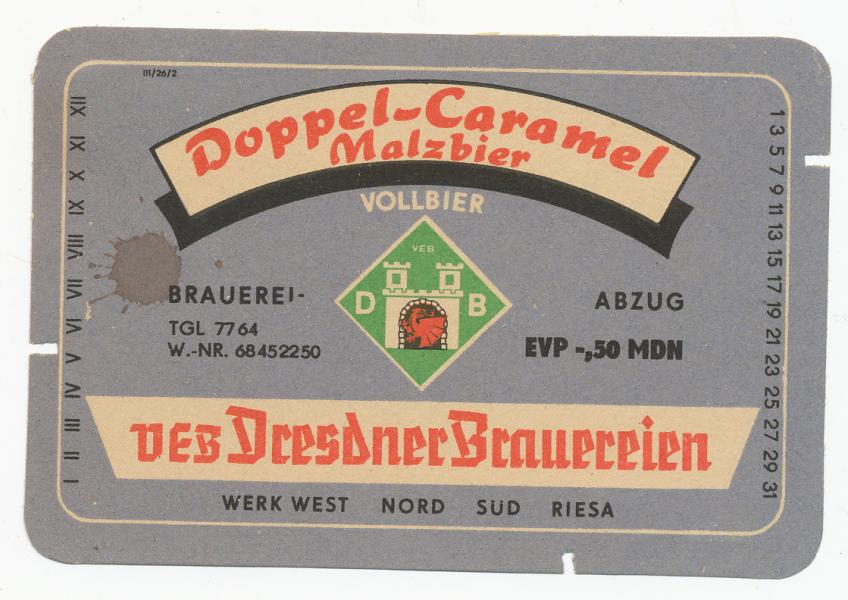 III/26/2
Doppel-Caramel
Malzbier
VOLLBIER
VEB
D B
BRAUEREI-ABZUG
TGL 7764
W.-NR. 68452250
EVP -,50 MDN
VEB Dresdner Brauereien
WERK WEST NORD SÜD RIESA
I II III IV V VI VII VIII IX X XI XII
1 3 5 7 9 11 13 15 17 19 21 23 25 27 29 31